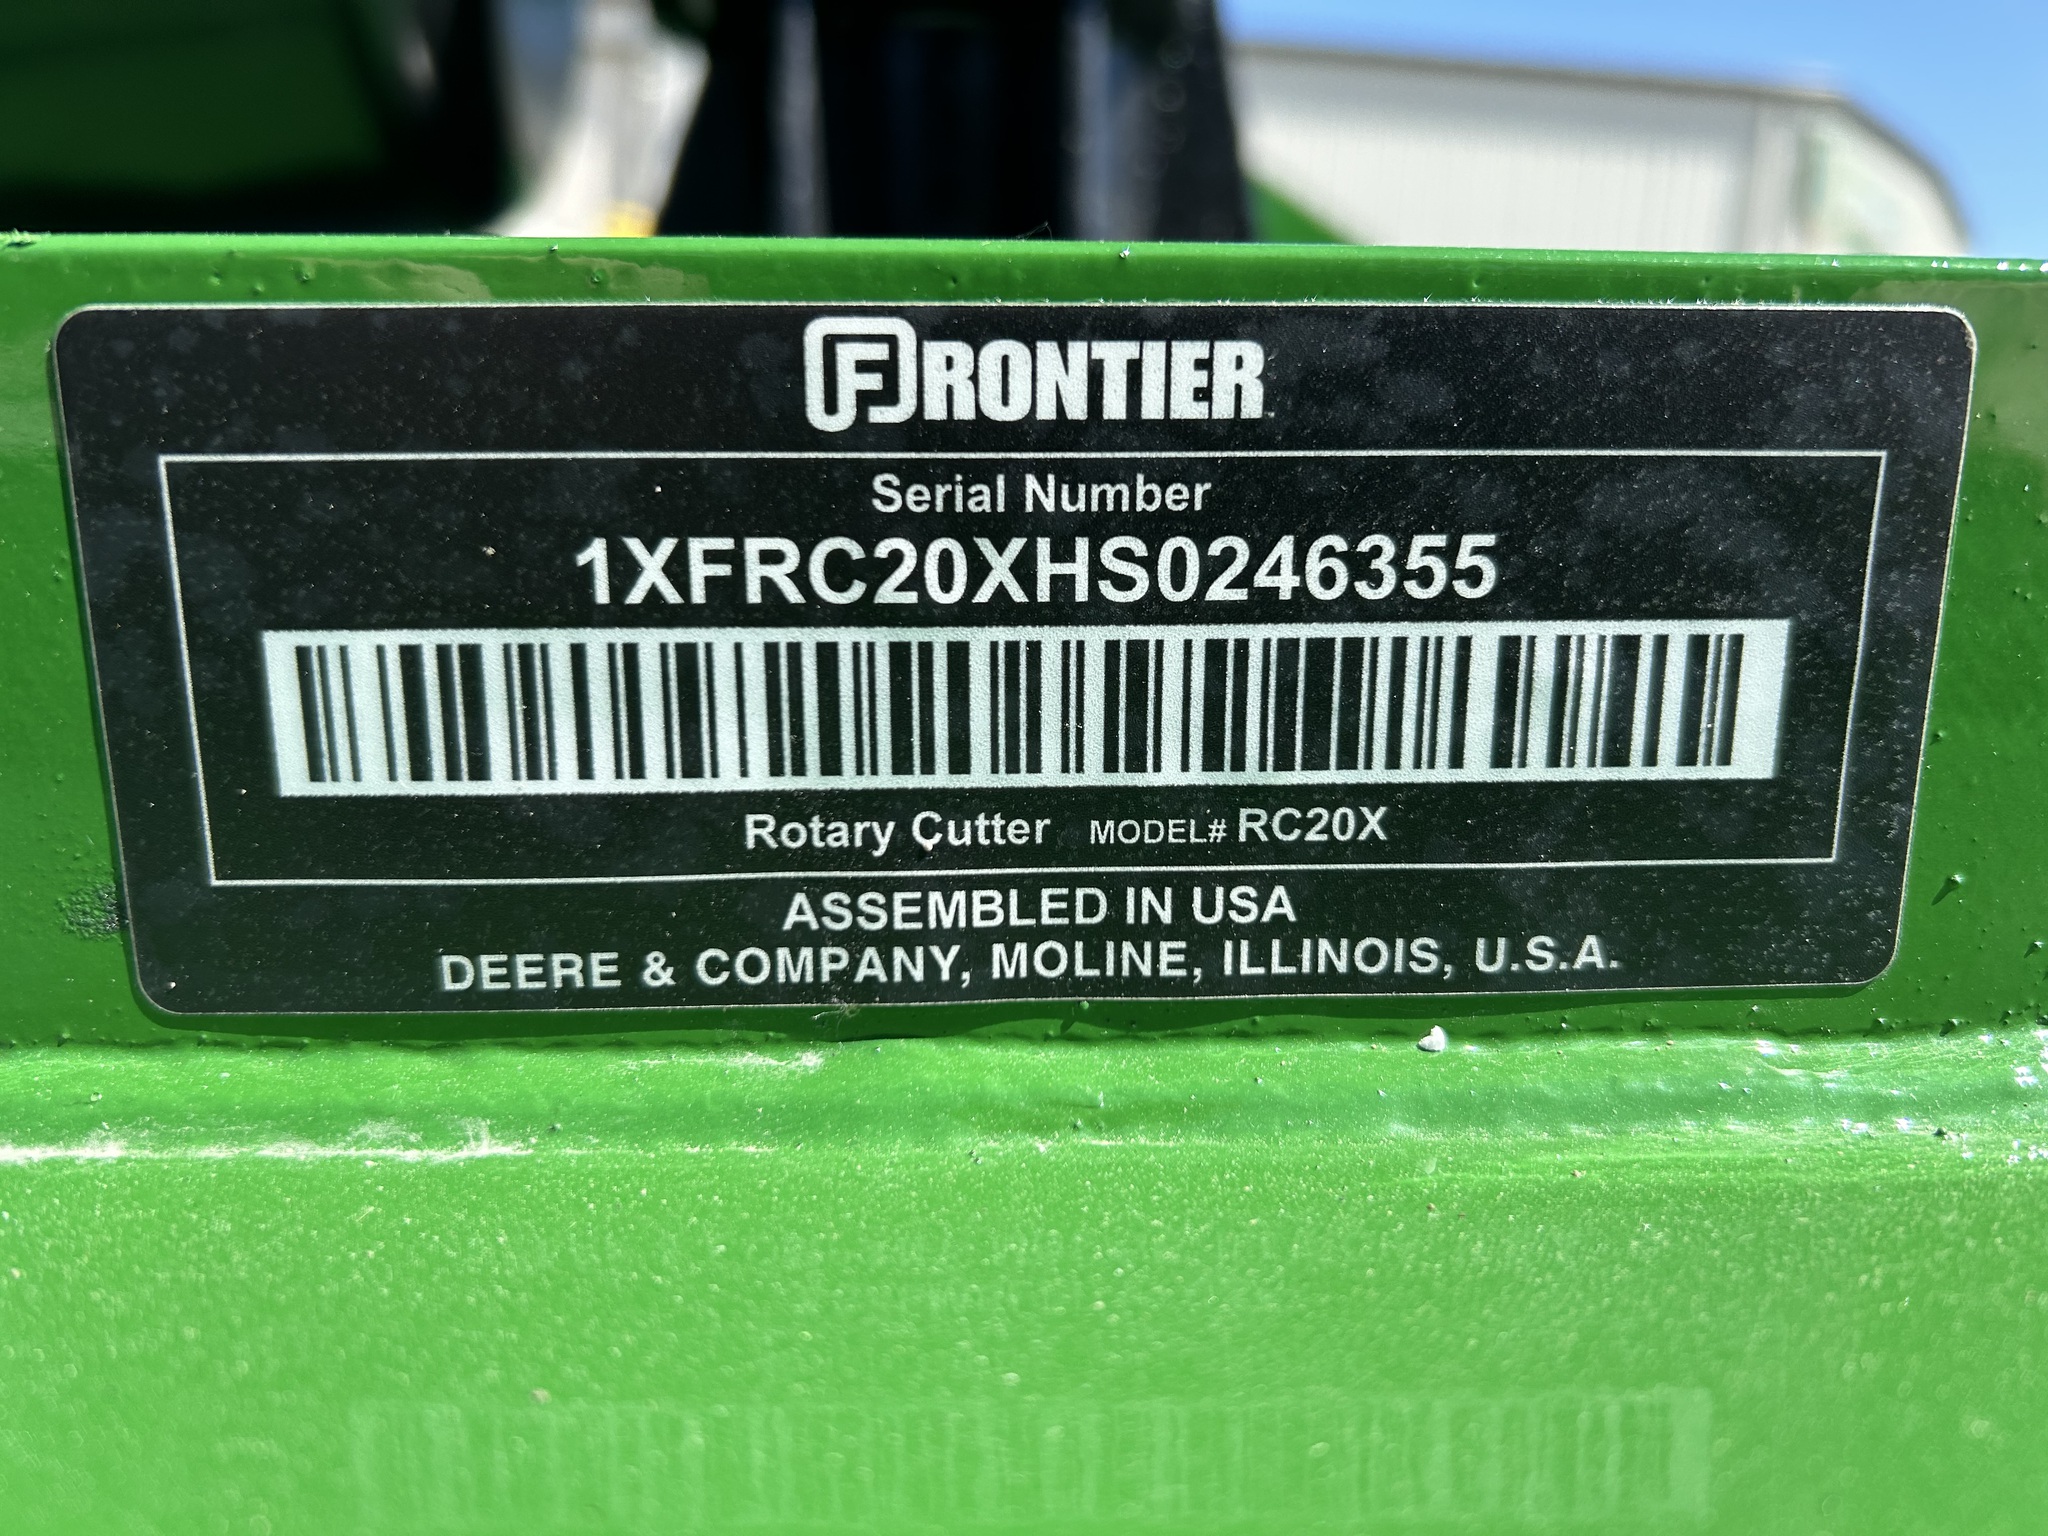 FRONTIER
Serial Number
1XFRC20XHS0246355
Rotary Cutter MODEL# RC20X
ASSEMBLED IN USA
DEERE & COMPANY, MOLINE, ILLINOIS, U.S.A.